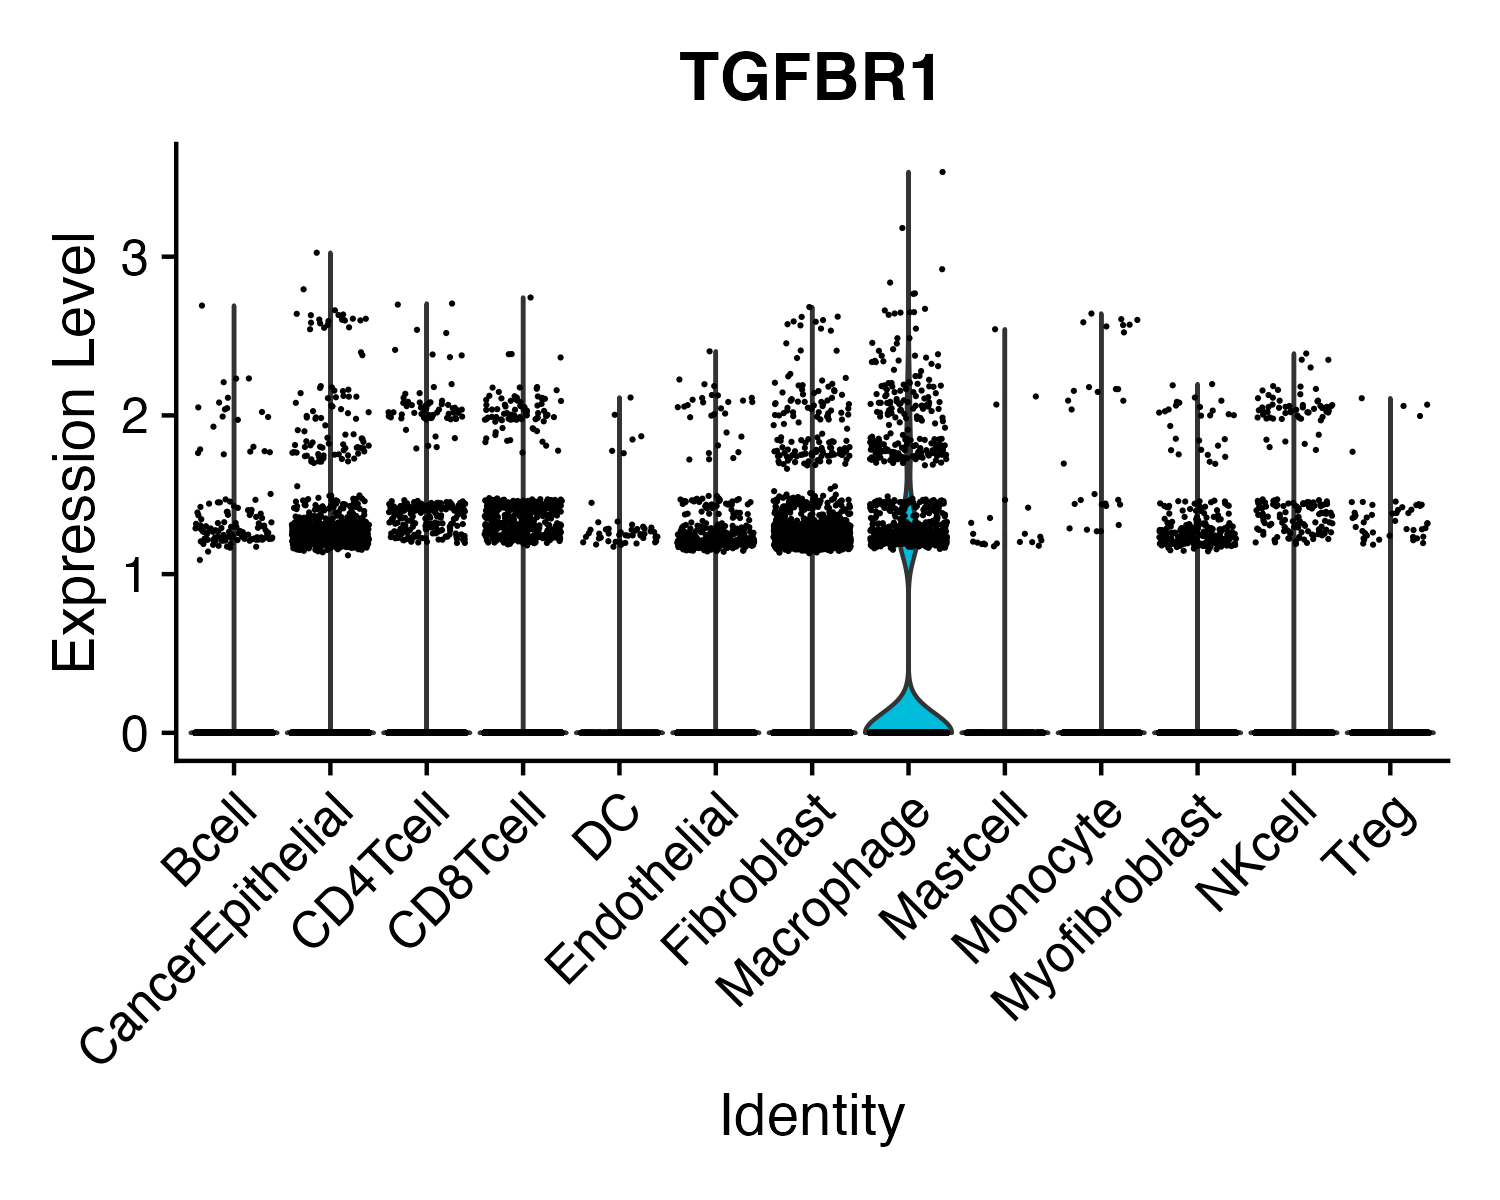 TGFBR1
Expression Level
3
2
1
0
Bcell
CancerEpithelial
CD4Tcell
CD8Tcell
DC
Endothelial
Fibroblast
Macrophage
Mastcell
Monocyte
Myofibroblast
NKcell
Treg
Identity